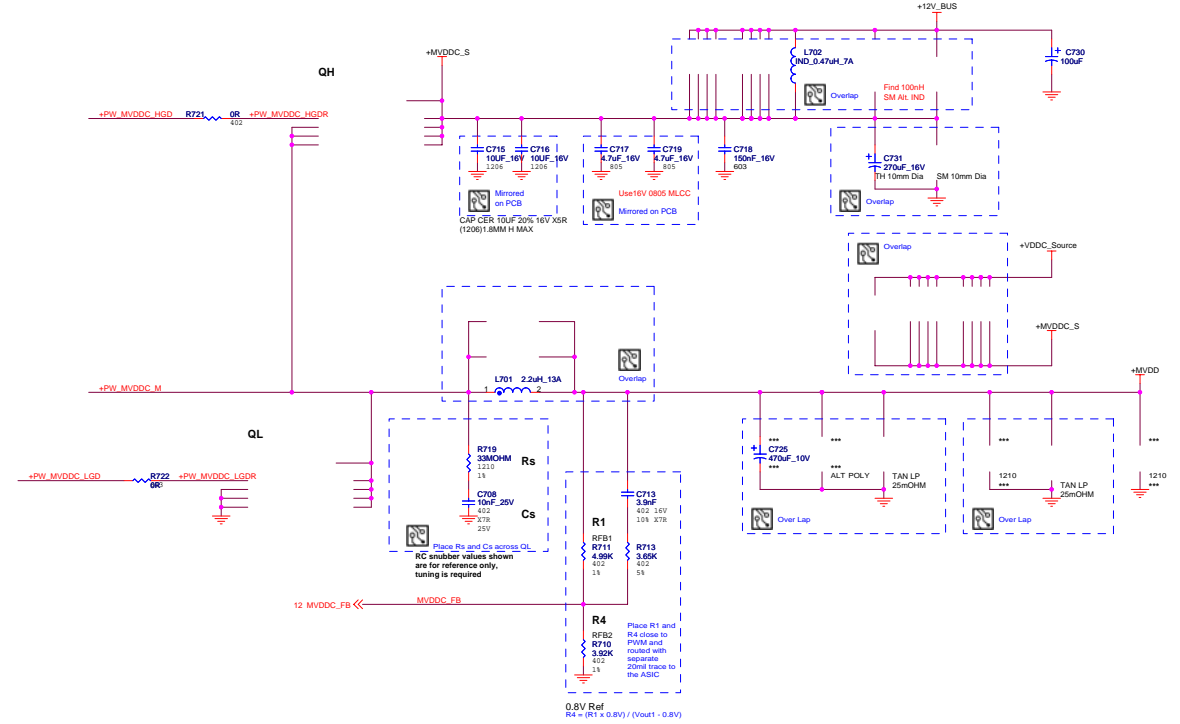 +12V_BUS
+MVDDC_S
QH
L702
IND_0.47uH_7A
C730
100uF
Overlap
Find 100nH
SM Alt. IND
+PW_MVDDC_HGD
R721
0R
402
+PW_MVDDC_HGDR
C715
10UF_16V
1206
C716
10UF_16V
1206
C717
4.7uF_16V
805
C719
4.7uF_16V
805
C718
150nF_16V
603
C731
270uF_16V
TH 10mm Dia
SM 10mm Dia
Mirrored
on PCB
Use16V 0805 MLCC
Mirrored on PCB
Overlap
CAP CER 10UF 20% 16V X5R
(1206)1.8MM H MAX
Overlap
+VDDC_Source
+MVDDC_S
Overlap
+PW_MVDDC_M
L701
2.2uH_13A
1
2
+MVDD
QL
+PW_MVDDC_LGD
R722
0R
+PW_MVDDC_LGDR
R719
33MOHM
1210
1%
Rs
C708
10nF_25V
402
X7R
25V
Cs
Place Rs and Cs across QL
RC snubber values shown
are for reference only,
tuning is required
C713
3.9nF
402 16V
10% X7R
R1
RFB1
R711
4.99K
402
1%
R713
3.65K
402
5%
12 MVDDC_FB
MVDDC_FB
R4
RFB2
R710
3.92K
402
1%
Place R1 and
R4 close to
PWM and
routed with
separate
20mil trace to
the ASIC
0.8V Ref
R4 = (R1 x 0.8V) / (Vout1 - 0.8V)
***
C725
470uF_10V
***
***
***
ALT POLY
TAN LP
25mOHM
Over Lap
***
1210
***
TAN LP
25mOHM
Over Lap
***
1210
***